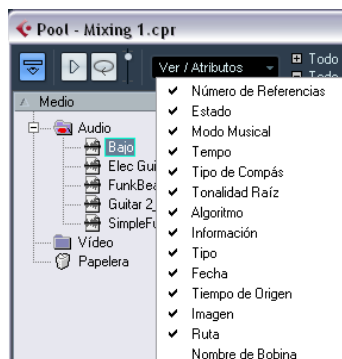 Pool - Mixing 1.cpr
Ver / Atributos
Todo
Medio
Audio
Bajo
Elec Gui
FunkBea
Guitar 2_
SimpleFu
Vídeo
Papelera
Número de Referencias
Estado
Modo Musical
Tempo
Tipo de Compás
Tonalidad Raíz
Algoritmo
Información
Tipo
Fecha
Tiempo de Origen
Imagen
Ruta
Nombre de Bobina